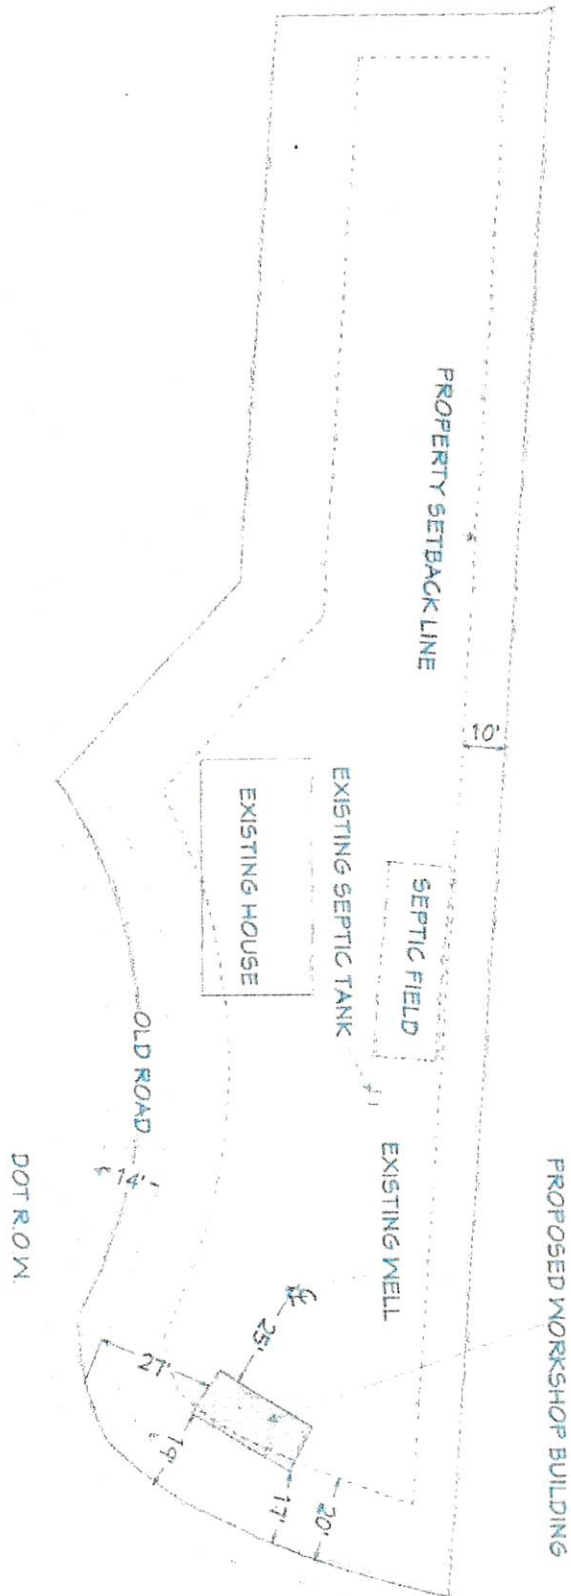 PROPERTY SETBACK LINE
10'
EXISTING HOUSE
EXISTING SEPTIC TANK
SEPTIC FIELD
OLD ROAD
14'
DOT R.O.W.
EXISTING WELL
PROPOSED WORKSHOP BUILDING
25'
27'
19'
17'
20'